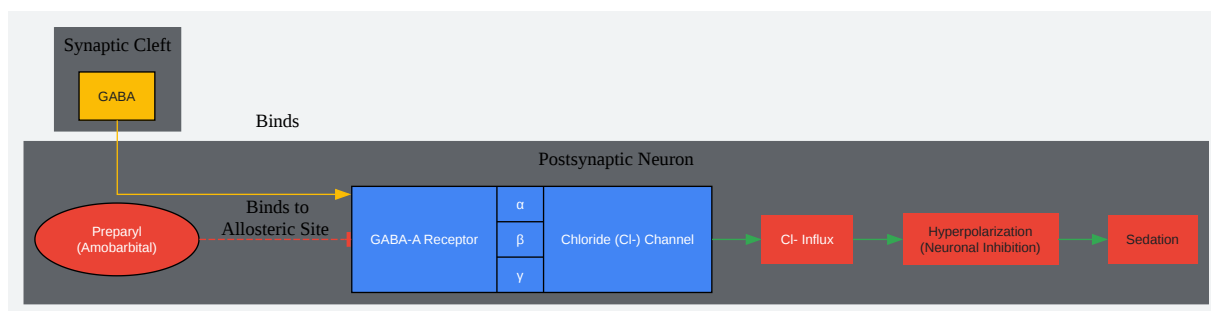 Synaptic Cleft
GABA
Binds
Postsynaptic Neuron
Preparyl
(Amobarbital)
Binds to
Allosteric Site
GABA-A Receptor
α
β
γ
Chloride (Cl-) Channel
Cl- Influx
Hyperpolarization
(Neuronal Inhibition)
Sedation